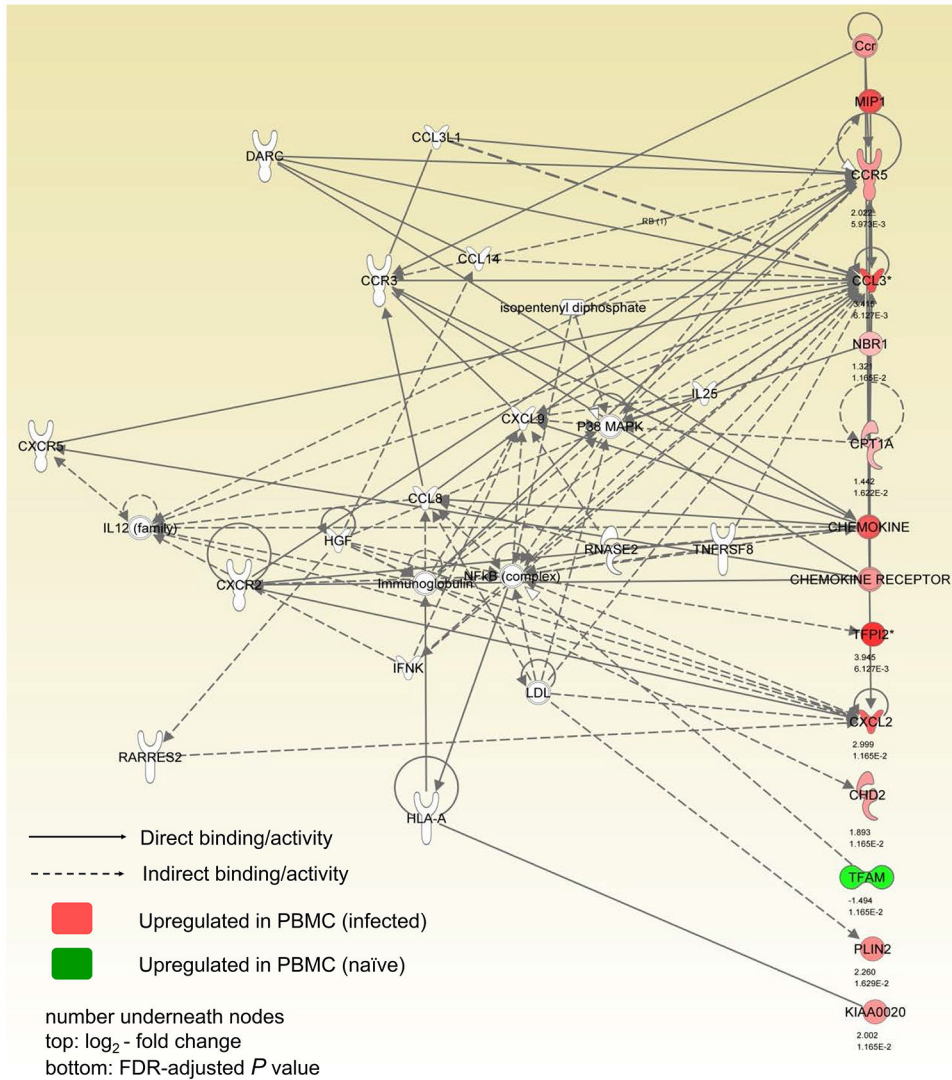 Ccr
MIP1
CCL3L1
DARC
CCR5
2.022
5.973E-3
RB (1)
CCL14
CCR3
CCL3*
3.415
6.127E-3
isopentenyl diphosphate
NBR1
1.321
1.165E-2
IL25
CXCL9
P38 MAPK
CXCR5
CPT1A
1.442
1.622E-2
CCL8
IL12 (family)
HGF
CHEMOKINE
RNASE2
TNFRSF8
CXCR2
Immunoglobulin
NFkB (complex)
CHEMOKINE RECEPTOR
TFPI2*
3.945
6.127E-3
IFNK
LDL
CXCL2
2.999
1.165E-2
RARRES2
CHD2
1.893
1.165E-2
HLA-A
Direct binding/activity
Indirect binding/activity
TFAM
-1.494
1.165E-2
Upregulated in PBMC (infected)
PLIN2
2.260
1.629E-2
Upregulated in PBMC (naïve)
KIAA0020
2.002
1.165E-2
number underneath nodes
top: log2 - fold change
bottom: FDR-adjusted P value